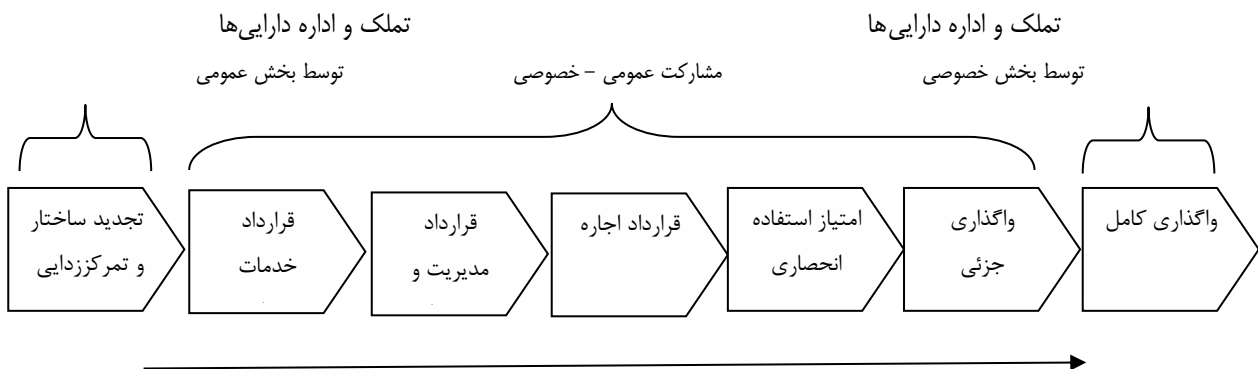 تملک و اداره دارایی‌ها
توسط بخش عمومی
مشارکت عمومی – خصوصی
تملک و اداره دارایی‌ها
توسط بخش خصوصی
تجدید ساختار
و تمرکززدایی
قرارداد
خدمات
قرارداد
مدیریت و
قرارداد اجاره
امتیاز استفاده
انحصاری
واگذاری
جزئی
واگذاری کامل